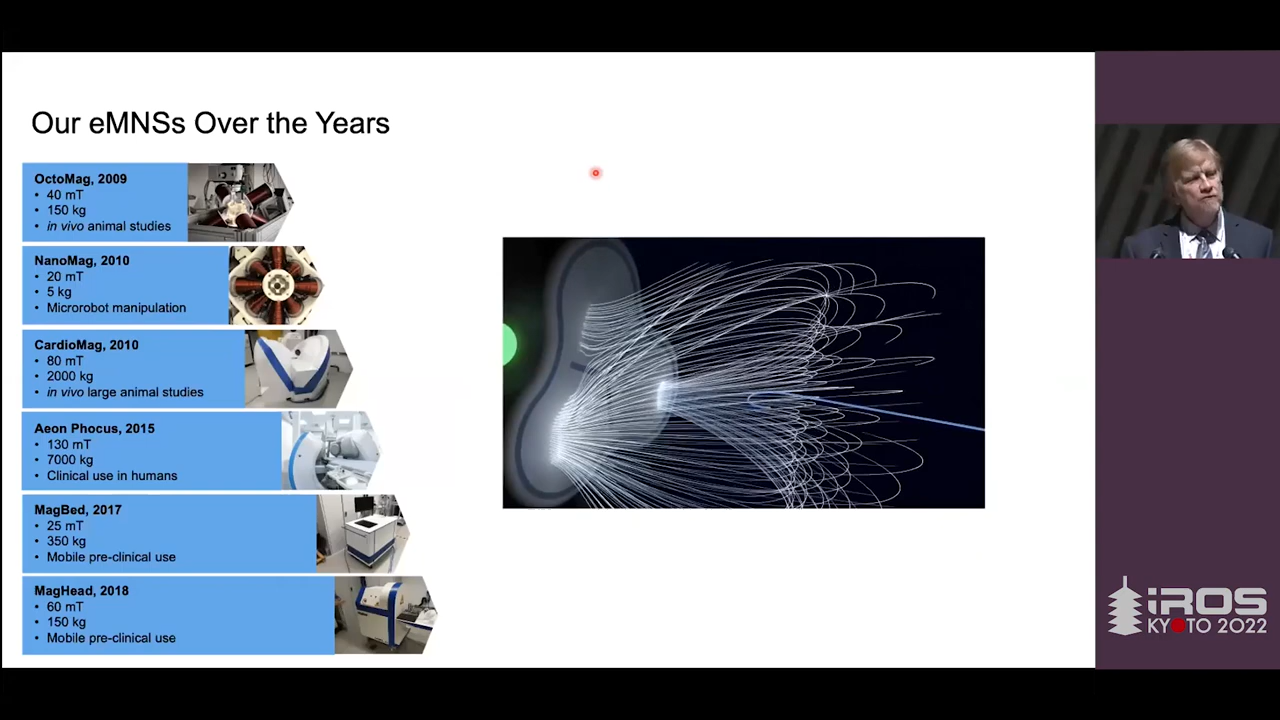 Our eMNSs Over the Years
OctoMag, 2009
• 40 mT
• 150 kg
• in vivo animal studies
NanoMag, 2010
• 20 mT
• 5 kg
• Microrobot manipulation
CardioMag, 2010
• 80 mT
• 2000 kg
• in vivo large animal studies
Aeon Phocus, 2015
• 130 mT
• 7000 kg
• Clinical use in humans
MagBed, 2017
• 25 mT
• 350 kg
• Mobile pre-clinical use
MagHead, 2018
• 60 mT
• 150 kg
• Mobile pre-clinical use
iROS
KYOTO 2022